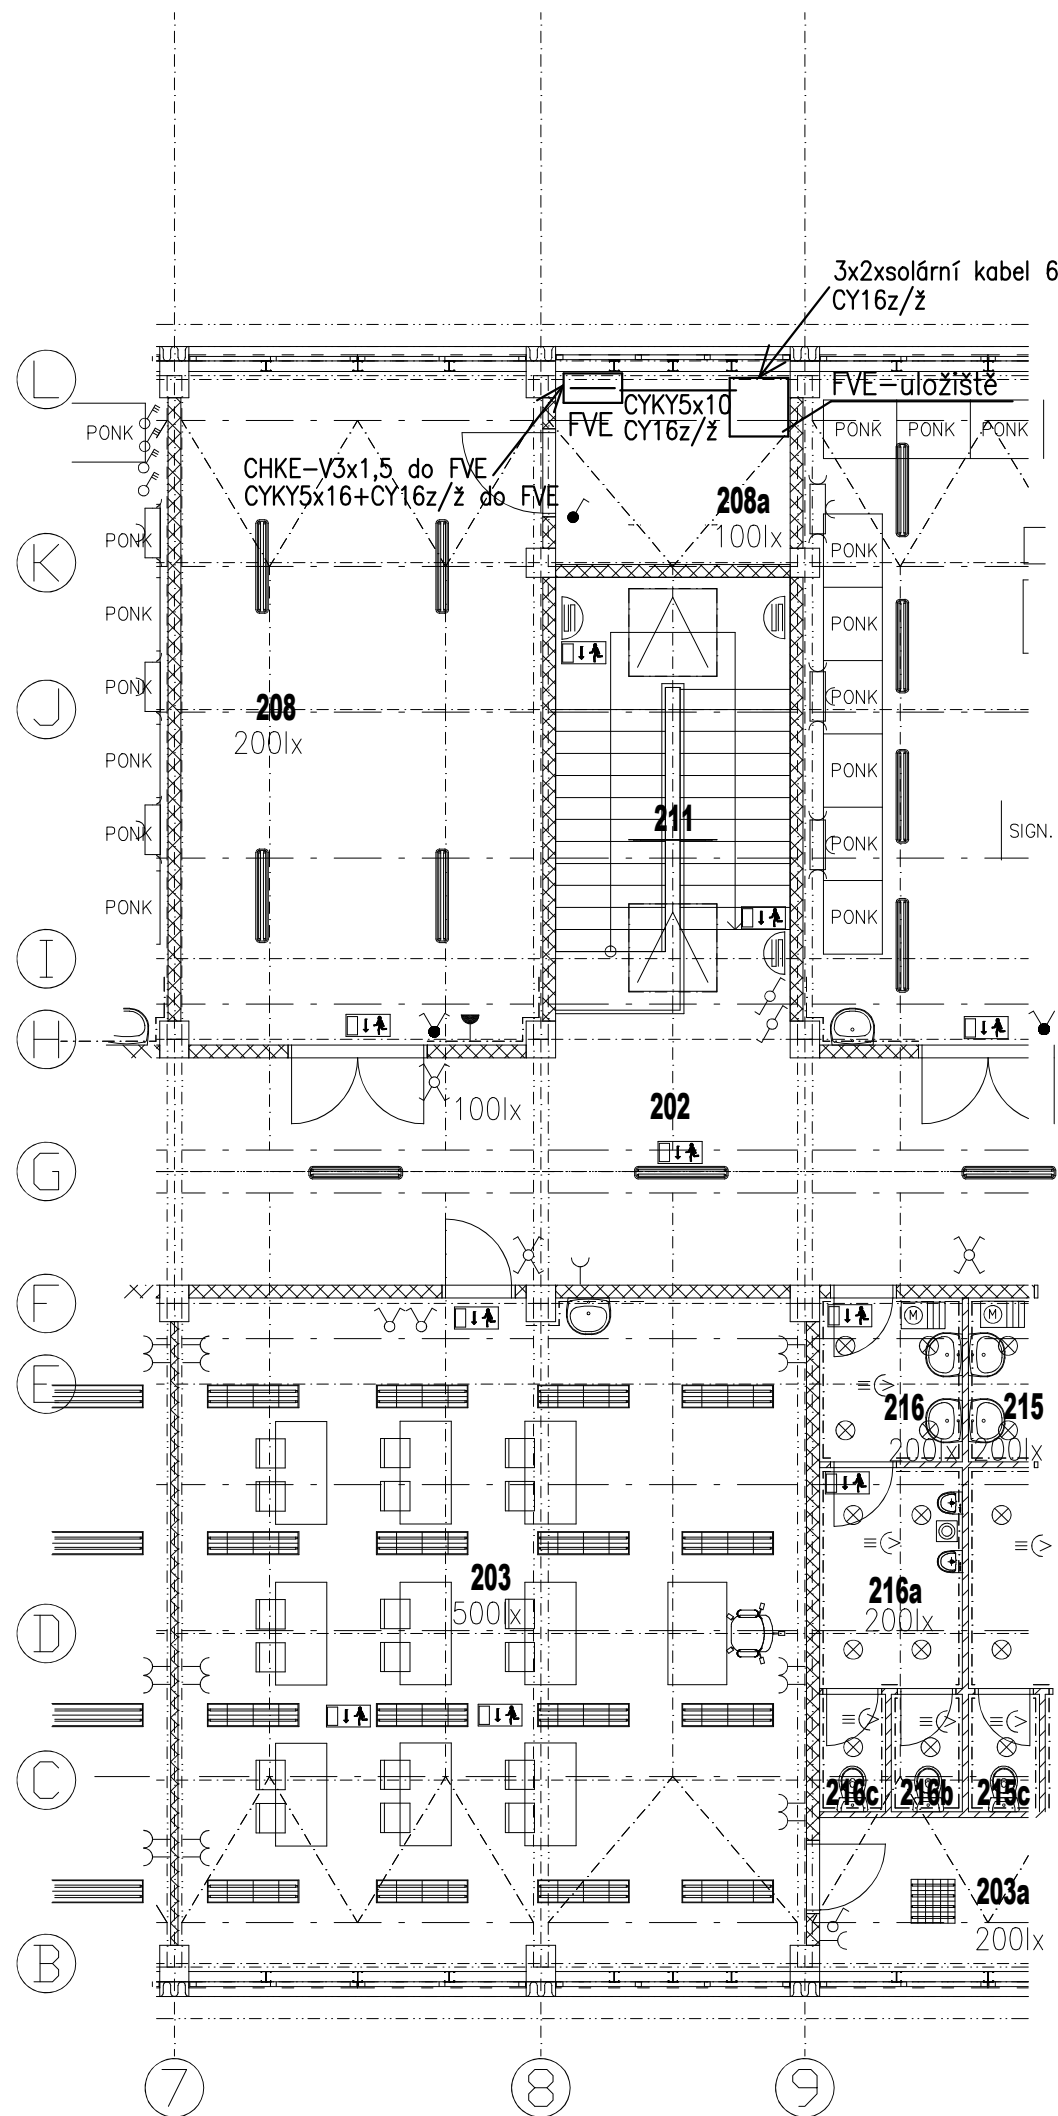 3x2xsolární kabel 6
CY16z/ž
L
FVE-uložiště
CYKY5x10
FVE
CY16z/ž
PONK
PONK
PONK
PONK
CHKE-V3x1,5 do FVE
CYKY5x16+CY16z/ž do FVE
208a
100lx
K
PONK
PONK
PONK
PONK
J
PONK
208
200lx
PONK
PONK
PONK
211
PONK
PONK
SIGN.
PONK
PONK
I
H
100lx
202
G
F
M
M
E
216
215
200lx
200lx
203
500lx
216a
200lx
D
C
216c
216b
215c
203a
200lx
B
7
8
9